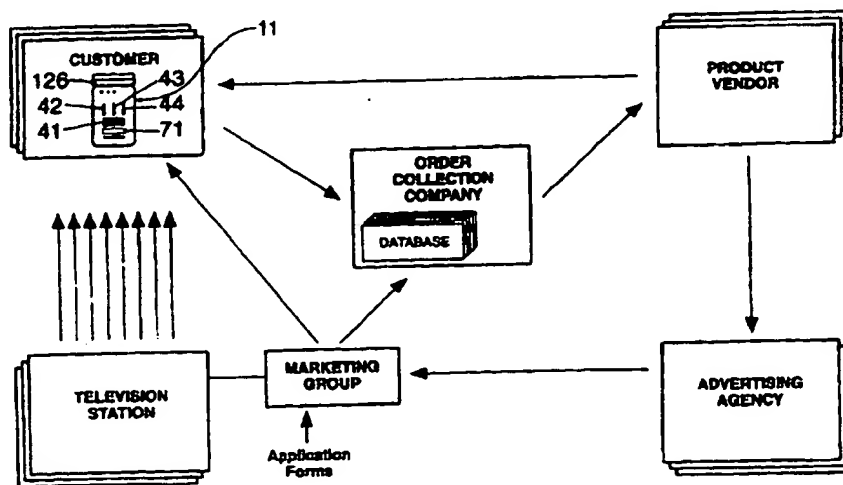 11
CUSTOMER
126
43
42
44
41
71
PRODUCT
VENDOR
ORDER
COLLECTION
COMPANY
DATABASE
TELEVISION
STATION
MARKETING
GROUP
ADVERTISING
AGENCY
Application
Forms